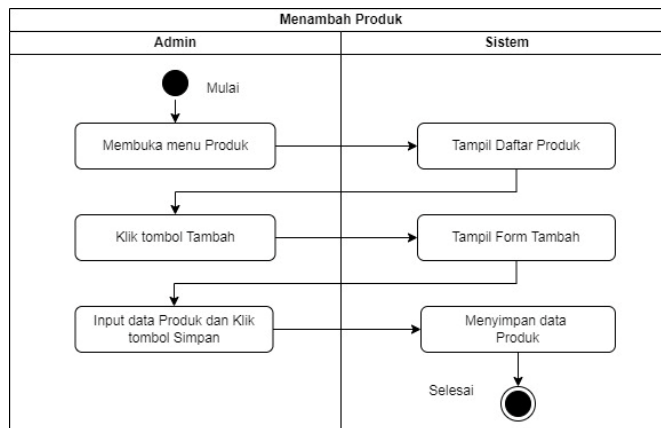 Menambah Produk
Admin
Sistem
Mulai
Membuka menu Produk
Tampil Daftar Produk
Klik tombol Tambah
Tampil Form Tambah
Input data Produk dan Klik
tombol Simpan
Menyimpan data
Produk
Selesai